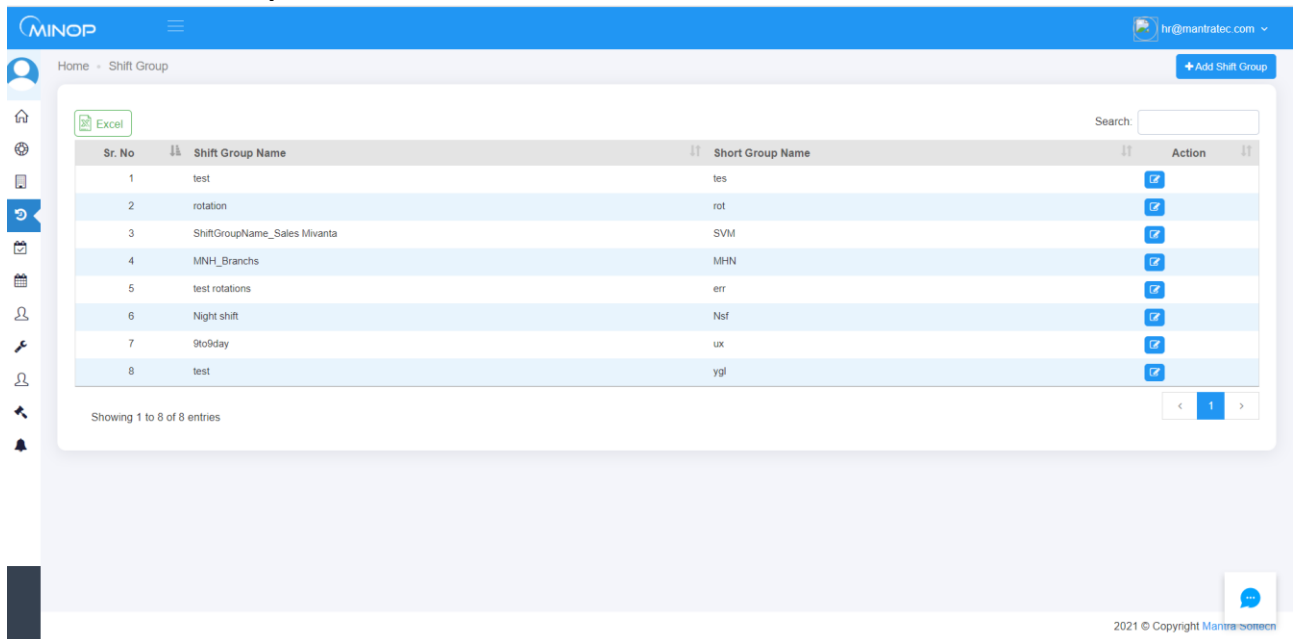 MINOP
hr@mantratec.com
Home Shift Group
+ Add Shift Group
Excel
Search:
Sr. No Shift Group Name Short Group Name Action
1 test tes
2 rotation rot
3 ShiftGroupName_Sales Mivanta SVM
4 MNH_Branchs MHN
5 test rotations err
6 Night shift Nsf
7 9to9day ux
8 test ygl
Showing 1 to 8 of 8 entries
< 1 >
2021 © Copyright Mantra Softech